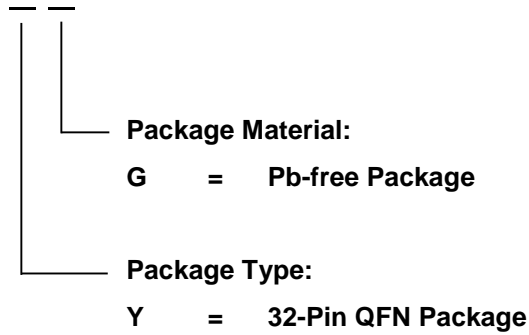 Package Material:
G = Pb-free Package
Package Type:
Y = 32-Pin QFN Package